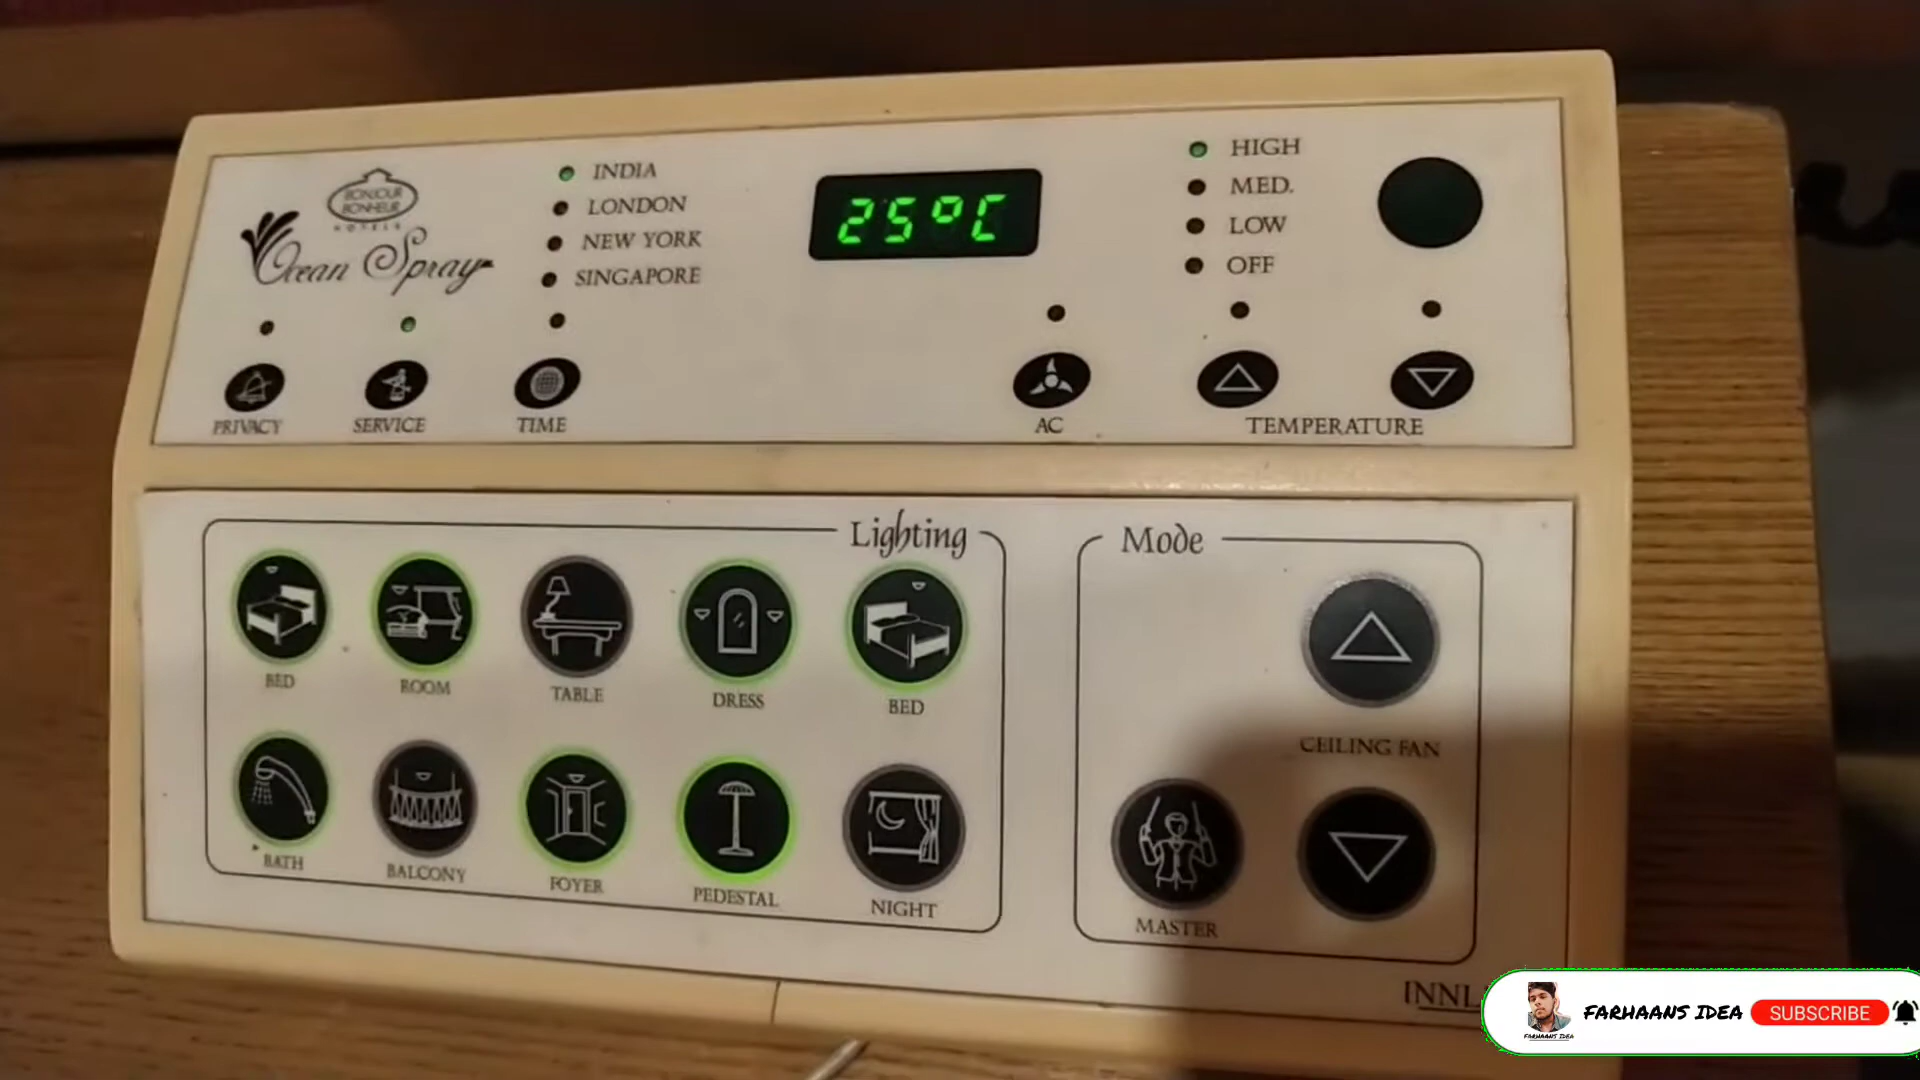 BONJOUR
BONHEUR
HOTELS
Ocean Spray
INDIA
LONDON
NEW YORK
SINGAPORE
25°C
HIGH
MED.
LOW
OFF
PRIVACY
SERVICE
TIME
AC
TEMPERATURE
Lighting
Mode
BED
ROOM
TABLE
DRESS
BED
CEILING FAN
BATH
BALCONY
FOYER
PEDESTAL
NIGHT
MASTER
INNL
FARHAANS IDEA
SUBSCRIBE
FARHAANS IDEA